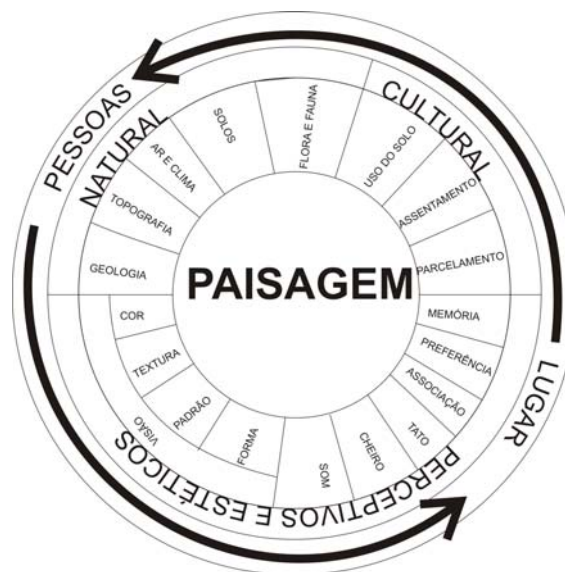 PESSOAS
NATURAL
CULTURAL
LUGAR
PERCEPTIVOS E ESTÉTICOS
PAISAGEM
GEOLOGIA
TOPOGRAFIA
AR E CLIMA
SOLOS
FLORA E FAUNA
USO DO SOLO
ASSENTAMENTO
PARCELAMENTO
MEMÓRIA
PREFERÊNCIA
ASSOCIAÇÃO
TATO
CHEIRO
SOM
FORMA
PADRÃO
TEXTURA
COR
VISÃO